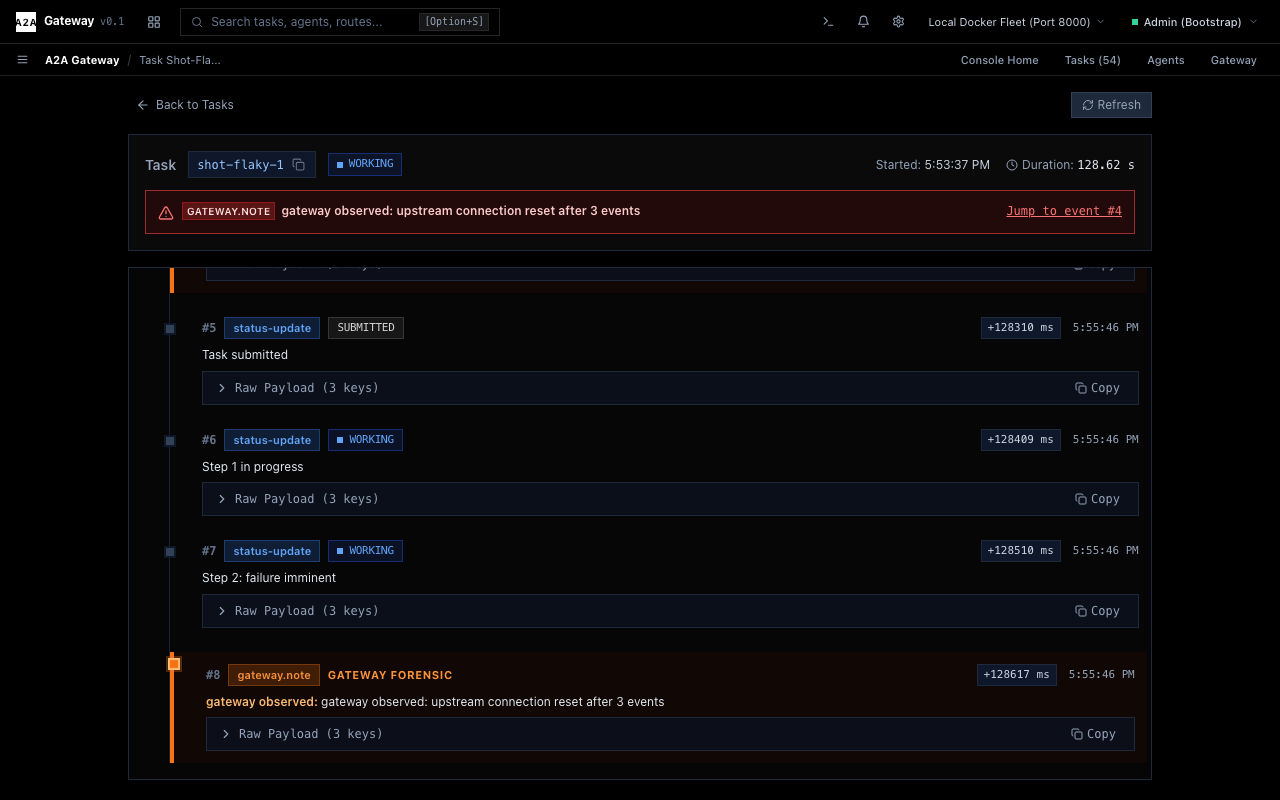 A2A Gateway v0.1 Search tasks, agents, routes... [Option+S] Local Docker Fleet (Port 8000) Admin (Bootstrap)
A2A Gateway / Task Shot-Fla... Console Home Tasks (54) Agents Gateway
Back to Tasks Refresh
Task shot-flaky-1 WORKING Started: 5:53:37 PM Duration: 128.62 s
GATEWAY.NOTE gateway observed: upstream connection reset after 3 events Jump to event #4
#5 status-update SUBMITTED +128310 ms 5:55:46 PM
Task submitted
Raw Payload (3 keys) Copy
#6 status-update WORKING +128409 ms 5:55:46 PM
Step 1 in progress
Raw Payload (3 keys) Copy
#7 status-update WORKING +128510 ms 5:55:46 PM
Step 2: failure imminent
Raw Payload (3 keys) Copy
#8 gateway.note GATEWAY FORENSIC +128617 ms 5:55:46 PM
gateway observed: gateway observed: upstream connection reset after 3 events
Raw Payload (3 keys) Copy